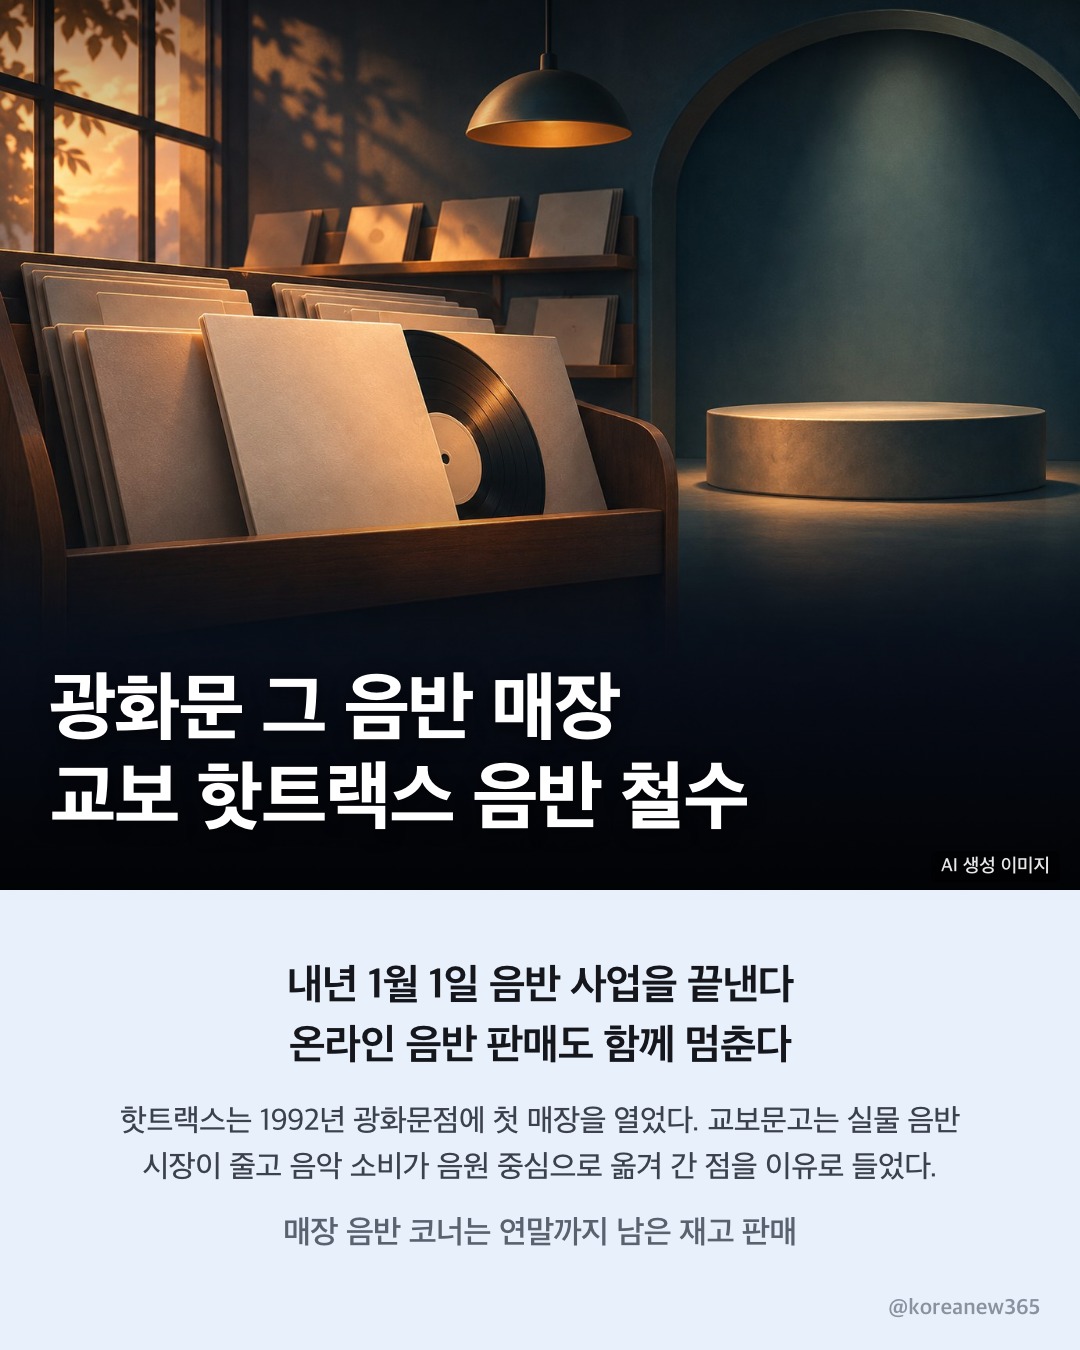 광화문 그 음반 매장
교보 핫트랙스 음반 철수
AI 생성 이미지
내년 1월 1일 음반 사업을 끝낸다
온라인 음반 판매도 함께 멈춘다
핫트랙스는 1992년 광화문점에 첫 매장을 열었다. 교보문고는 실물 음반
시장이 줄고 음악 소비가 음원 중심으로 옮겨 간 점을 이유로 들었다.
매장 음반 코너는 연말까지 남은 재고 판매
@koreanew365